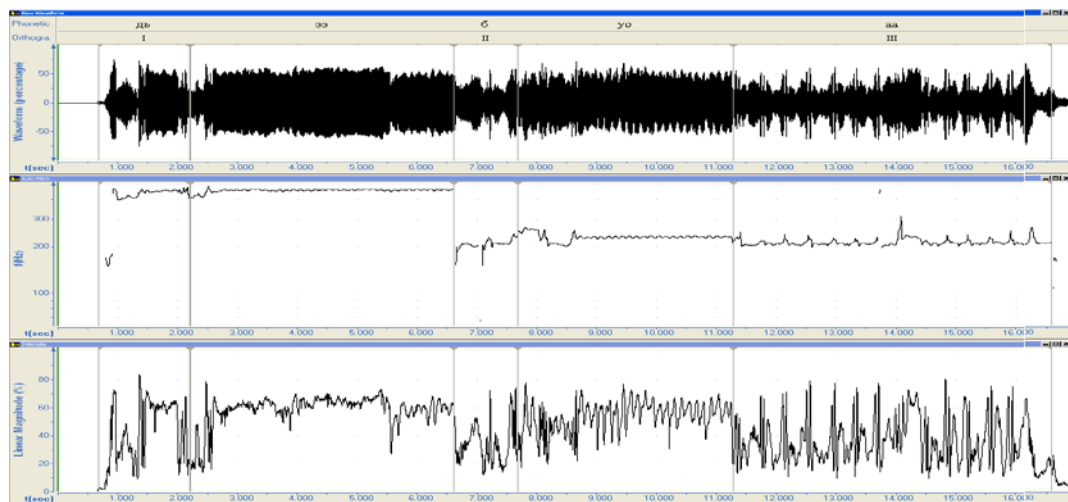 Raw Waveform
Phonetic дь ээ б уо аа
Orthogra. I II III
Waveform (percentage)
50
0
-50
t(sec) 1.000 2.000 3.000 4.000 5.000 6.000 7.000 8.000 9.000 10.000 11.000 12.000 13.000 14.000 15.000 16.000
f(Hz)
300
200
100
t(sec) 1.000 2.000 3.000 4.000 5.000 6.000 7.000 8.000 9.000 10.000 11.000 12.000 13.000 14.000 15.000 16.000
Linear Magnitude (%)
80
60
40
20
0
t(sec) 1.000 2.000 3.000 4.000 5.000 6.000 7.000 8.000 9.000 10.000 11.000 12.000 13.000 14.000 15.000 16.000